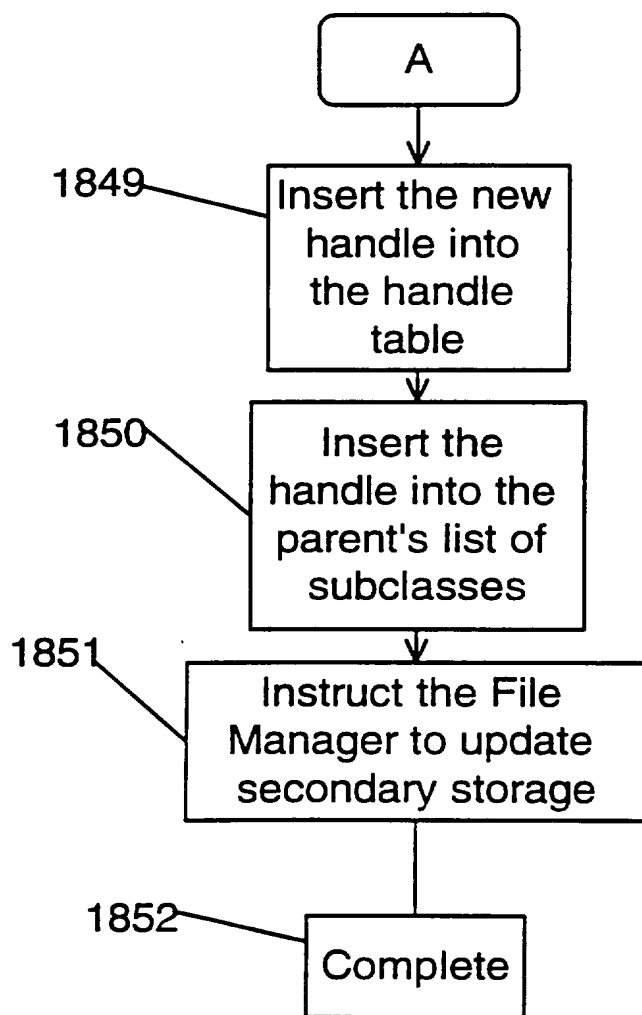 A
1849
Insert the new
handle into
the handle
table
1850
Insert the
handle into the
parent's list of
subclasses
1851
Instruct the File
Manager to update
secondary storage
1852
Complete